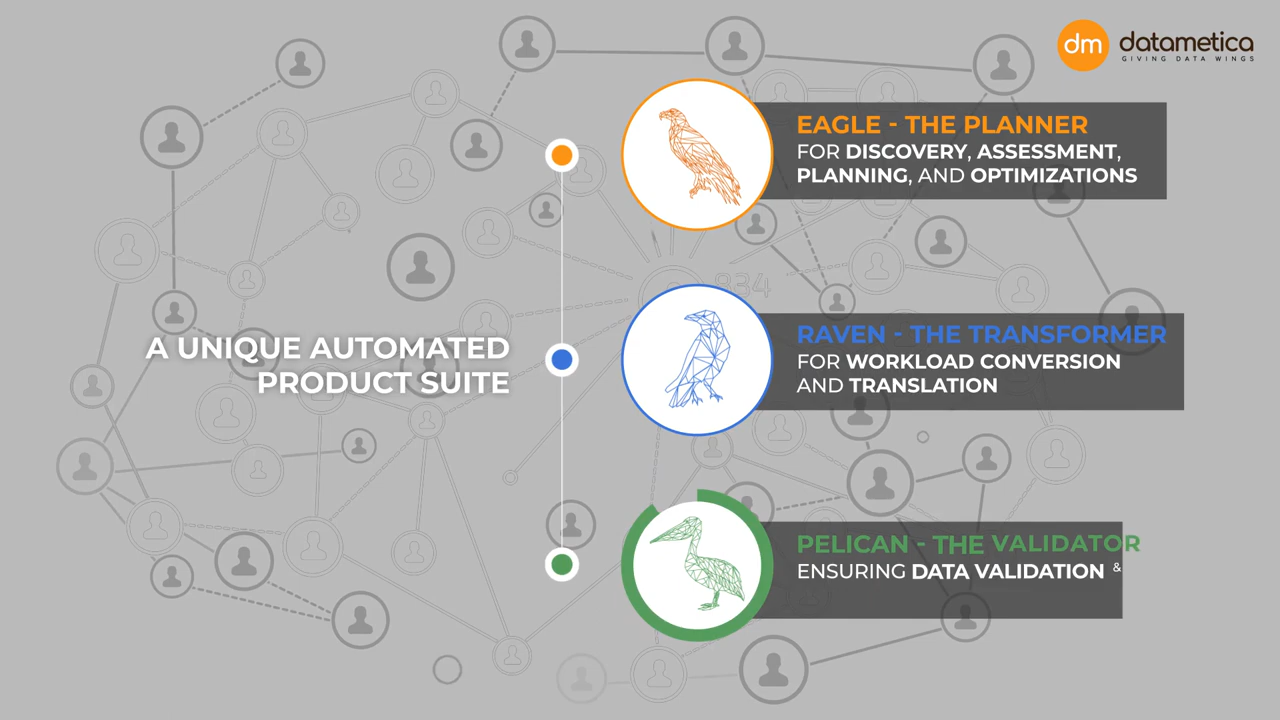 dm datametica
GIVING DATA WINGS
A UNIQUE AUTOMATED
PRODUCT SUITE
EAGLE - THE PLANNER
FOR DISCOVERY, ASSESSMENT,
PLANNING, AND OPTIMIZATIONS
834
RAVEN - THE TRANSFORMER
FOR WORKLOAD CONVERSION
AND TRANSLATION
PELICAN - THE VALIDATOR
ENSURING DATA VALIDATION &